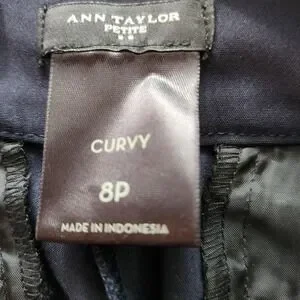 ANN TAYLOR
PETITE
CURVY
8P
MADE IN INDONESIA